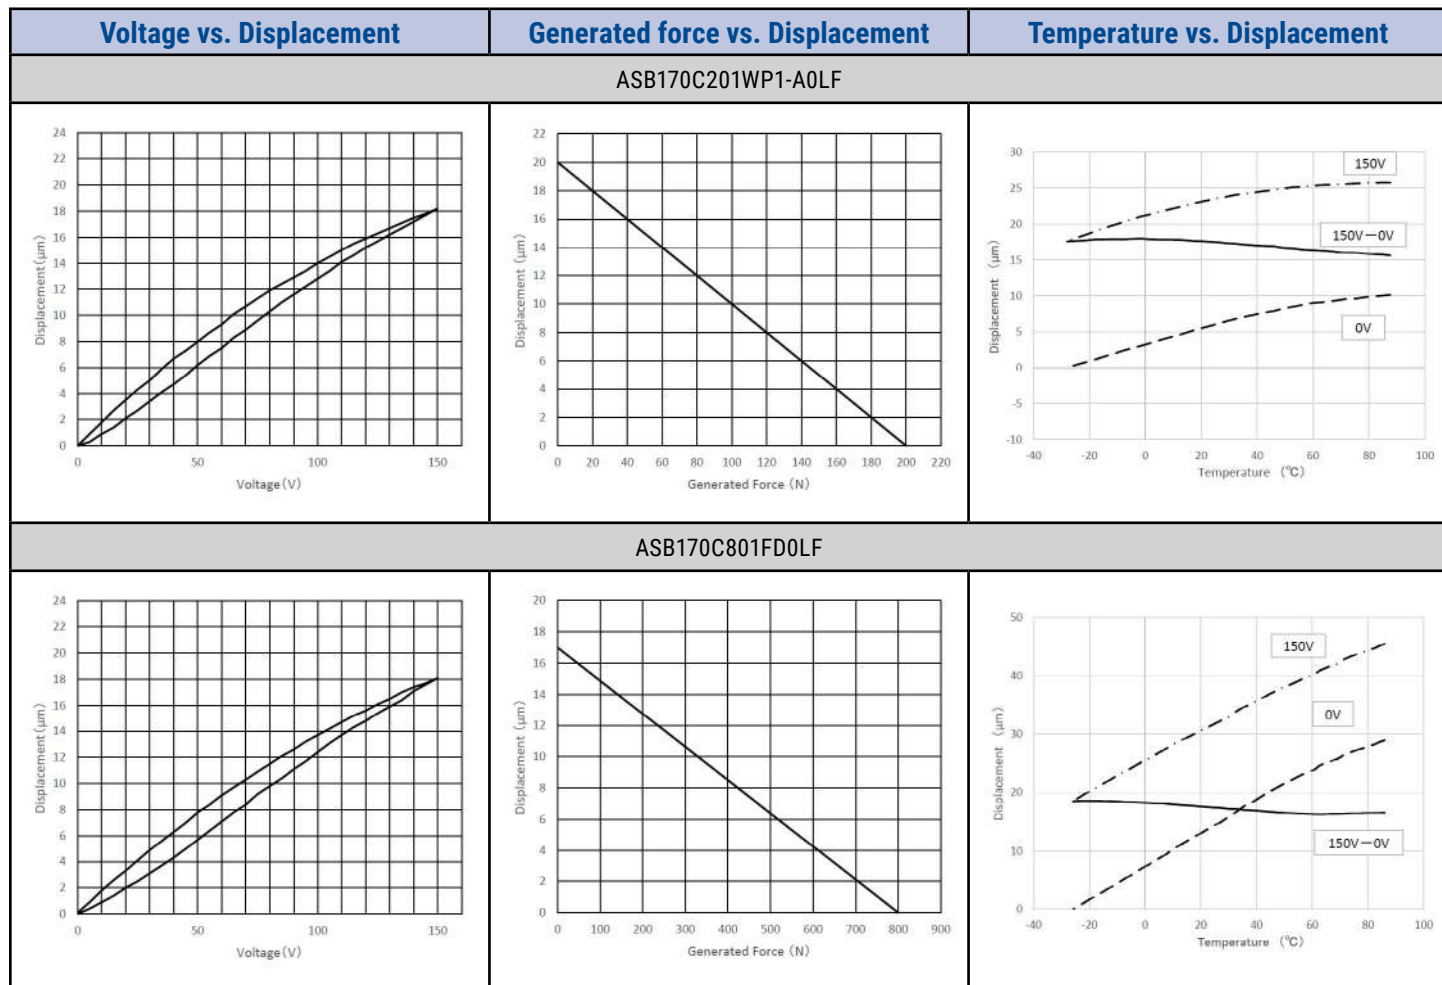 Voltage vs. Displacement
Generated force vs. Displacement
Temperature vs. Displacement
ASB170C201WP1-A0LF
24
22
20
18
16
14
12
10
8
6
4
2
0
Displacement(μm)
0 50 100 150
Voltage(V)
22
20
18
16
14
12
10
8
6
4
2
0
Displacement (μm)
0 20 40 60 80 100 120 140 160 180 200 220
Generated Force (N)
30
25
20
15
10
5
0
-5
-10
Displacement (μm)
150V
150V－0V
0V
-40 -20 0 20 40 60 80 100
Temperature (℃)
ASB170C801FD0LF
24
22
20
18
16
14
12
10
8
6
4
2
0
Displacement(μm)
0 50 100 150
Voltage(V)
20
18
16
14
12
10
8
6
4
2
0
Displacement (μm)
0 100 200 300 400 500 600 700 800 900
Generated Force (N)
50
40
30
20
10
0
Displacement (μm)
150V
0V
150V－0V
-40 -20 0 20 40 60 80 100
Temperature (℃)